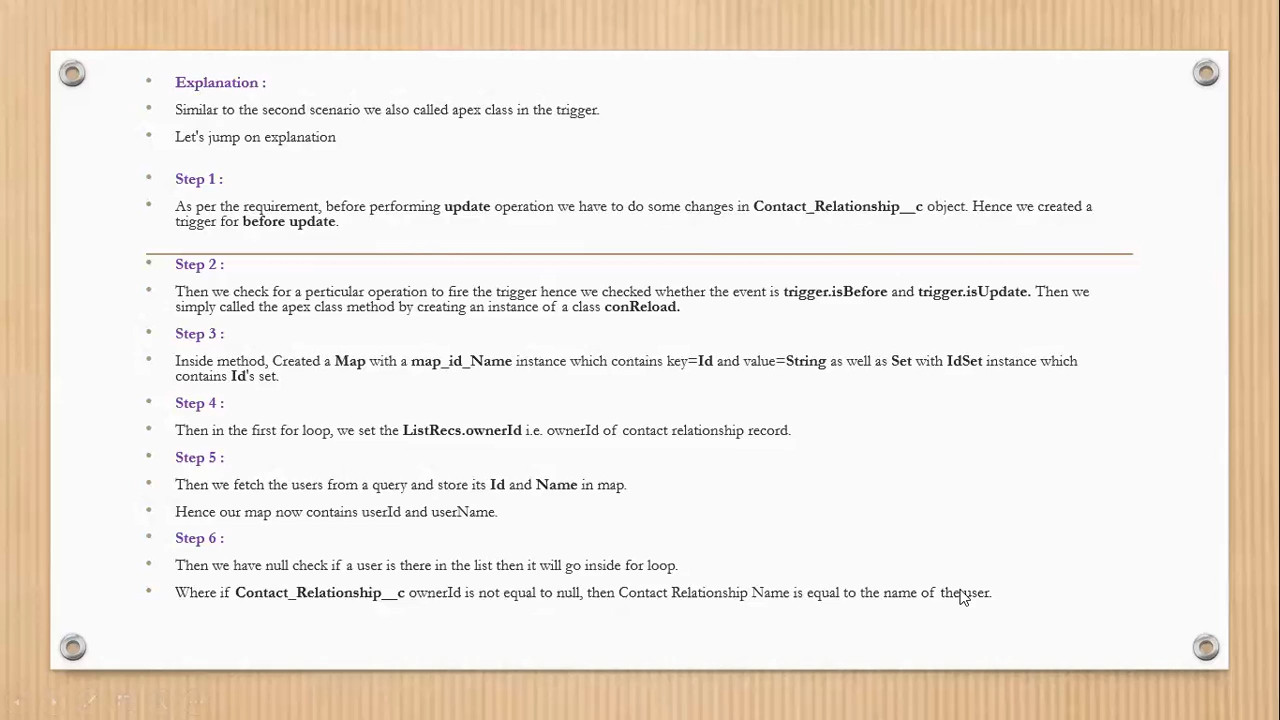 Explanation :
Similar to the second scenario we also called apex class in the trigger.
Let's jump on explanation
Step 1 :
As per the requirement, before performing update operation we have to do some changes in Contact_Relationship__c object. Hence we created a
trigger for before update.
Step 2 :
Then we check for a perticular operation to fire the trigger hence we checked whether the event is trigger.isBefore and trigger.isUpdate. Then we
simply called the apex class method by creating an instance of a class conReload.
Step 3 :
Inside method, Created a Map with a map_id_Name instance which contains key=Id and value=String as well as Set with IdSet instance which
contains Id's set.
Step 4 :
Then in the first for loop, we set the ListRecs.ownerId i.e. ownerId of contact relationship record.
Step 5 :
Then we fetch the users from a query and store its Id and Name in map.
Hence our map now contains userId and userName.
Step 6 :
Then we have null check if a user is there in the list then it will go inside for loop.
Where if Contact_Relationship__c ownerId is not equal to null, then Contact Relationship Name is equal to the name of the user.